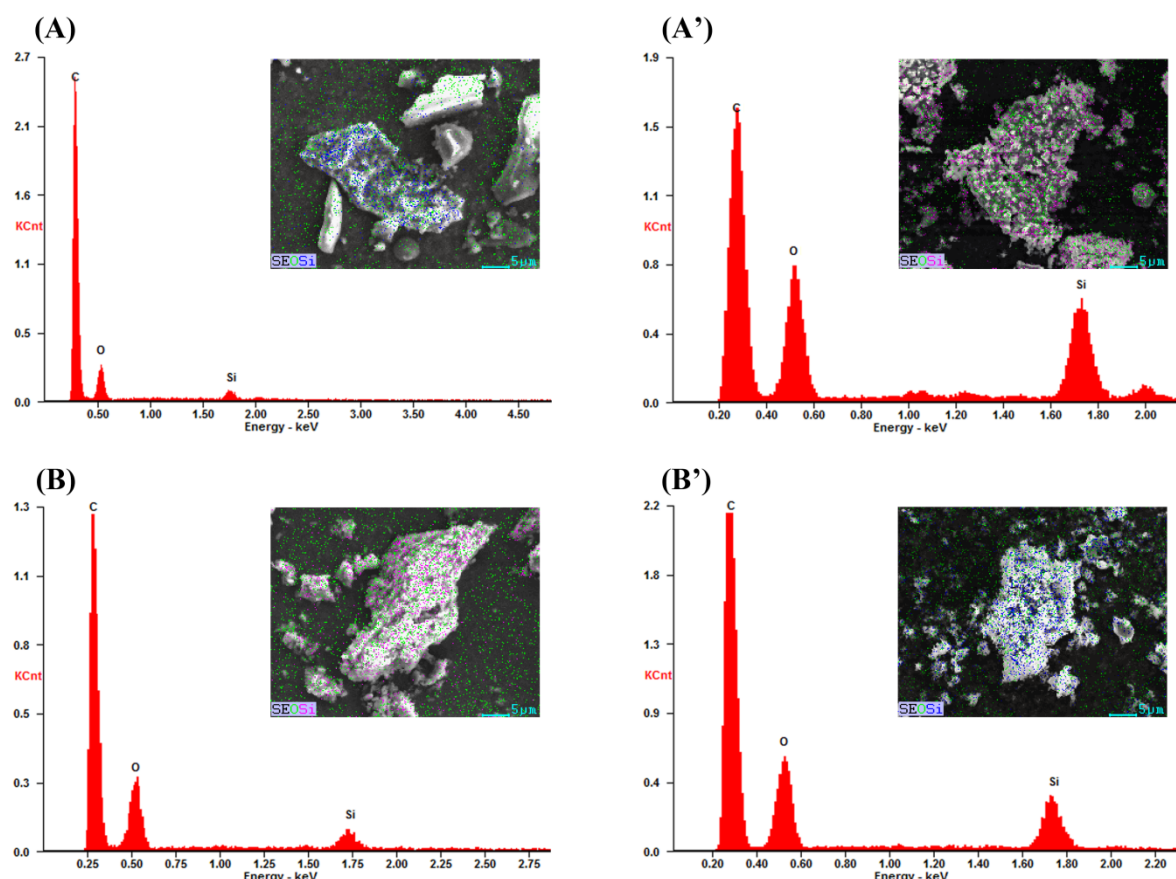 (A)
2.7
2.1
1.6
KCnt
1.1
0.5
0.0
C
O
Si
0.50 1.00 1.50 2.00 2.50 3.00 3.50 4.00 4.50
Energy - keV
SEOSi 5µm
(A’)
1.9
1.5
1.1
KCnt
0.8
0.4
0.0
C
O
Si
0.20 0.40 0.60 0.80 1.00 1.20 1.40 1.60 1.80 2.00
Energy - keV
SEOSi 5µm
(B)
1.3
1.1
0.8
KCnt
0.5
0.3
0.0
C
O
Si
0.25 0.50 0.75 1.00 1.25 1.50 1.75 2.00 2.25 2.50 2.75
Energy - keV
SEOSi 5µm
(B’)
2.2
1.8
1.3
KCnt
0.9
0.4
0.0
C
O
Si
0.20 0.40 0.60 0.80 1.00 1.20 1.40 1.60 1.80 2.00 2.20
Energy - keV
SEOSi 5µm